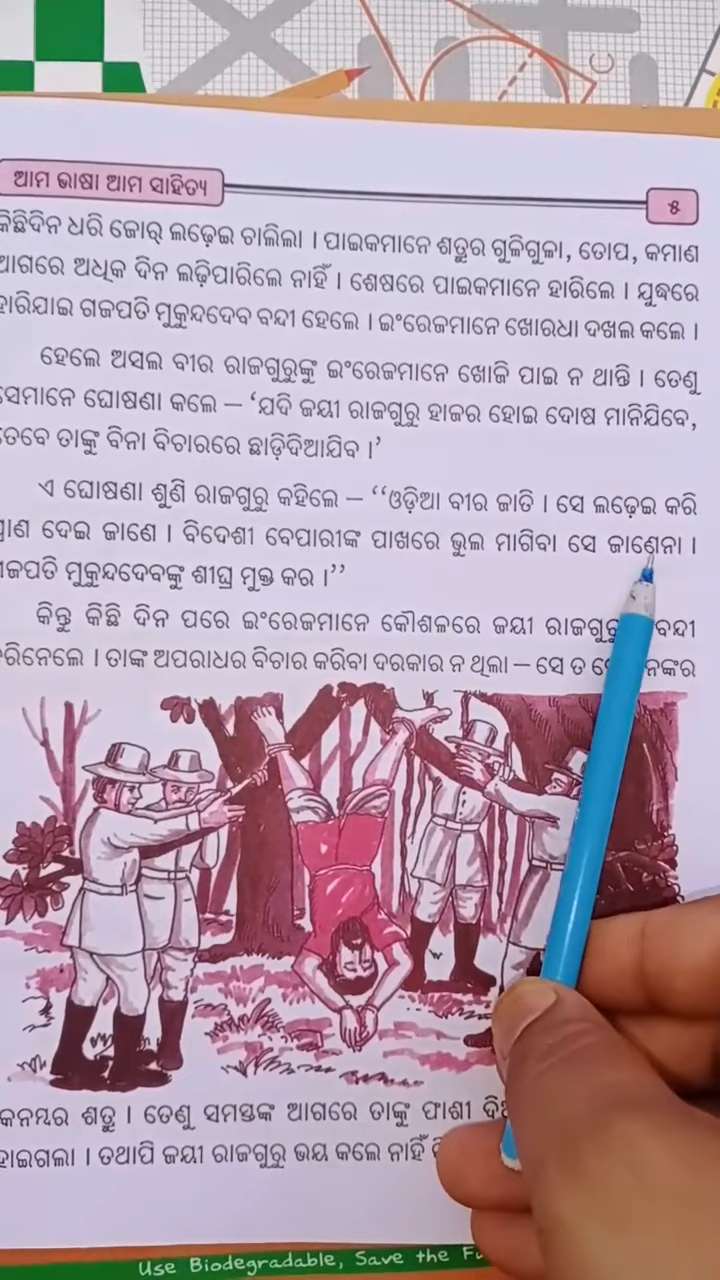 ଆମ ଭାଷା ଆମ ସାହିତ୍ୟ
୫
କିଛିଦିନ ଧରି ଜୋର୍ ଲଢ଼େଇ ଚାଲିଲା । ପାଇକମାନେ ଶତ୍ରୁର ଗୁଳିଗୁଳା, ତୋପ, କମାଣ
ଆଗରେ ଅଧିକ ଦିନ ଲଢ଼ିପାରିଲେ ନାହିଁ । ଶେଷରେ ପାଇକମାନେ ହାରିଲେ । ଯୁଦ୍ଧରେ
ହାରିଯାଇ ଗଜପତି ମୁକୁନ୍ଦଦେବ ବନ୍ଦୀ ହେଲେ । ଇଂରେଜମାନେ ଖୋରଧା ଦଖଲ କଲେ ।
ହେଲେ ଅସଲ ବୀର ରାଜଗୁରୁଙ୍କୁ ଇଂରେଜମାନେ ଖୋଜି ପାଇ ନ ଥାନ୍ତି । ତେଣୁ
ସେମାନେ ଘୋଷଣା କଲେ – ‘ଯଦି ଜୟୀ ରାଜଗୁରୁ ହାଜର ହୋଇ ଦୋଷ ମାନିଯିବେ,
ତେବେ ତାଙ୍କୁ ବିନା ବିଚାରରେ ଛାଡ଼ିଦିଆଯିବ ।’
ଏ ଘୋଷଣା ଶୁଣି ରାଜଗୁରୁ କହିଲେ – ‘‘ଓଡ଼ିଆ ବୀର ଜାତି । ସେ ଲଢ଼େଇ କରି
ପ୍ରାଣ ଦେଇ ଜାଣେ । ବିଦେଶୀ ବେପାରୀଙ୍କ ପାଖରେ ଭୁଲ ମାଗିବା ସେ ଜାଣେନା ।
ଗଜପତି ମୁକୁନ୍ଦଦେବଙ୍କୁ ଶୀଘ୍ର ମୁକ୍ତ କର ।’’
କିନ୍ତୁ କିଛି ଦିନ ପରେ ଇଂରେଜମାନେ କୌଶଳରେ ଜୟୀ ରାଜଗୁରୁ ବନ୍ଦୀ
କରିନେଲେ । ତାଙ୍କ ଅପରାଧର ବିଚାର କରିବା ଦରକାର ନ ଥିଲା – ସେ ତ
ଏକନମ୍ବର ଶତ୍ରୁ । ତେଣୁ ସମସ୍ତଙ୍କ ଆଗରେ ତାଙ୍କୁ ଫାଶୀ
ହୋଇଗଲା । ତଥାପି ଜୟୀ ରାଜଗୁରୁ ଭୟ କଲେ ନାହିଁ
Use Biodegradable, Save the